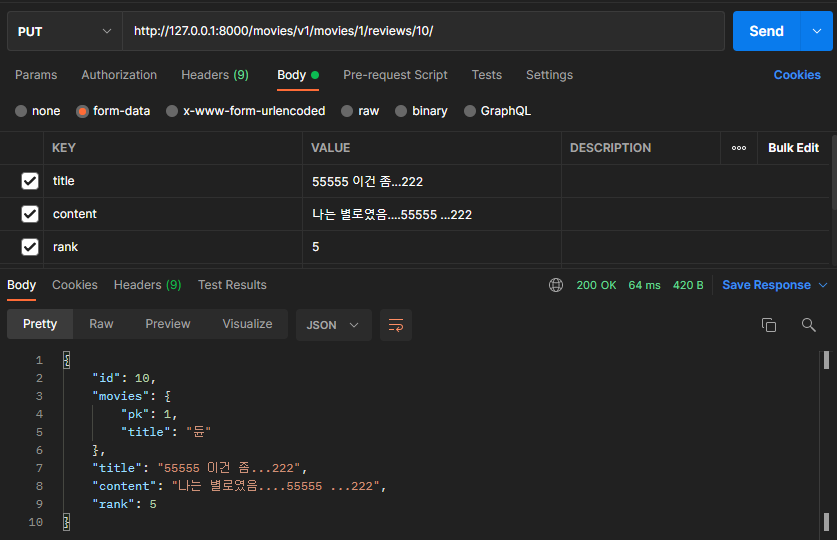 PUT http://127.0.0.1:8000/movies/v1/movies/1/reviews/10/ Send
Params Authorization Headers (9) Body Pre-request Script Tests Settings Cookies
none form-data x-www-form-urlencoded raw binary GraphQL
KEY VALUE DESCRIPTION ooo Bulk Edit
title 55555 이건 좀...222
content 나는 별로였음....55555 ...222
rank 5
Body Cookies Headers (9) Test Results 200 OK 64 ms 420 B Save Response
Pretty Raw Preview Visualize JSON
1 {
2 "id": 10,
3 "movies": {
4 "pk": 1,
5 "title": "듄"
6 },
7 "title": "55555 이건 좀...222",
8 "content": "나는 별로였음....55555 ...222",
9 "rank": 5
10 }